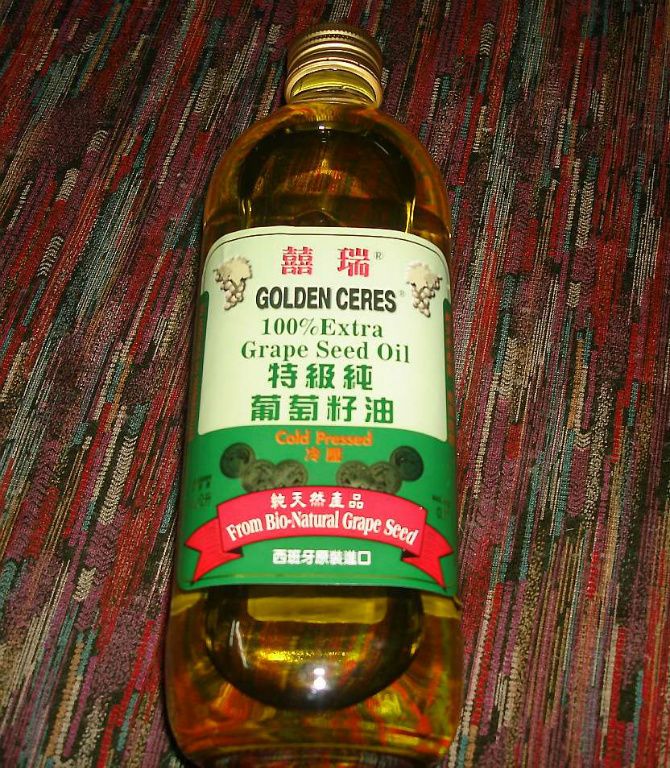 囍瑞®
GOLDEN CERES®
100%Extra
Grape Seed Oil
特級純
葡萄籽油
Cold Pressed
冷壓
純天然產品
From Bio-Natural Grape Seed
西班牙原裝進口